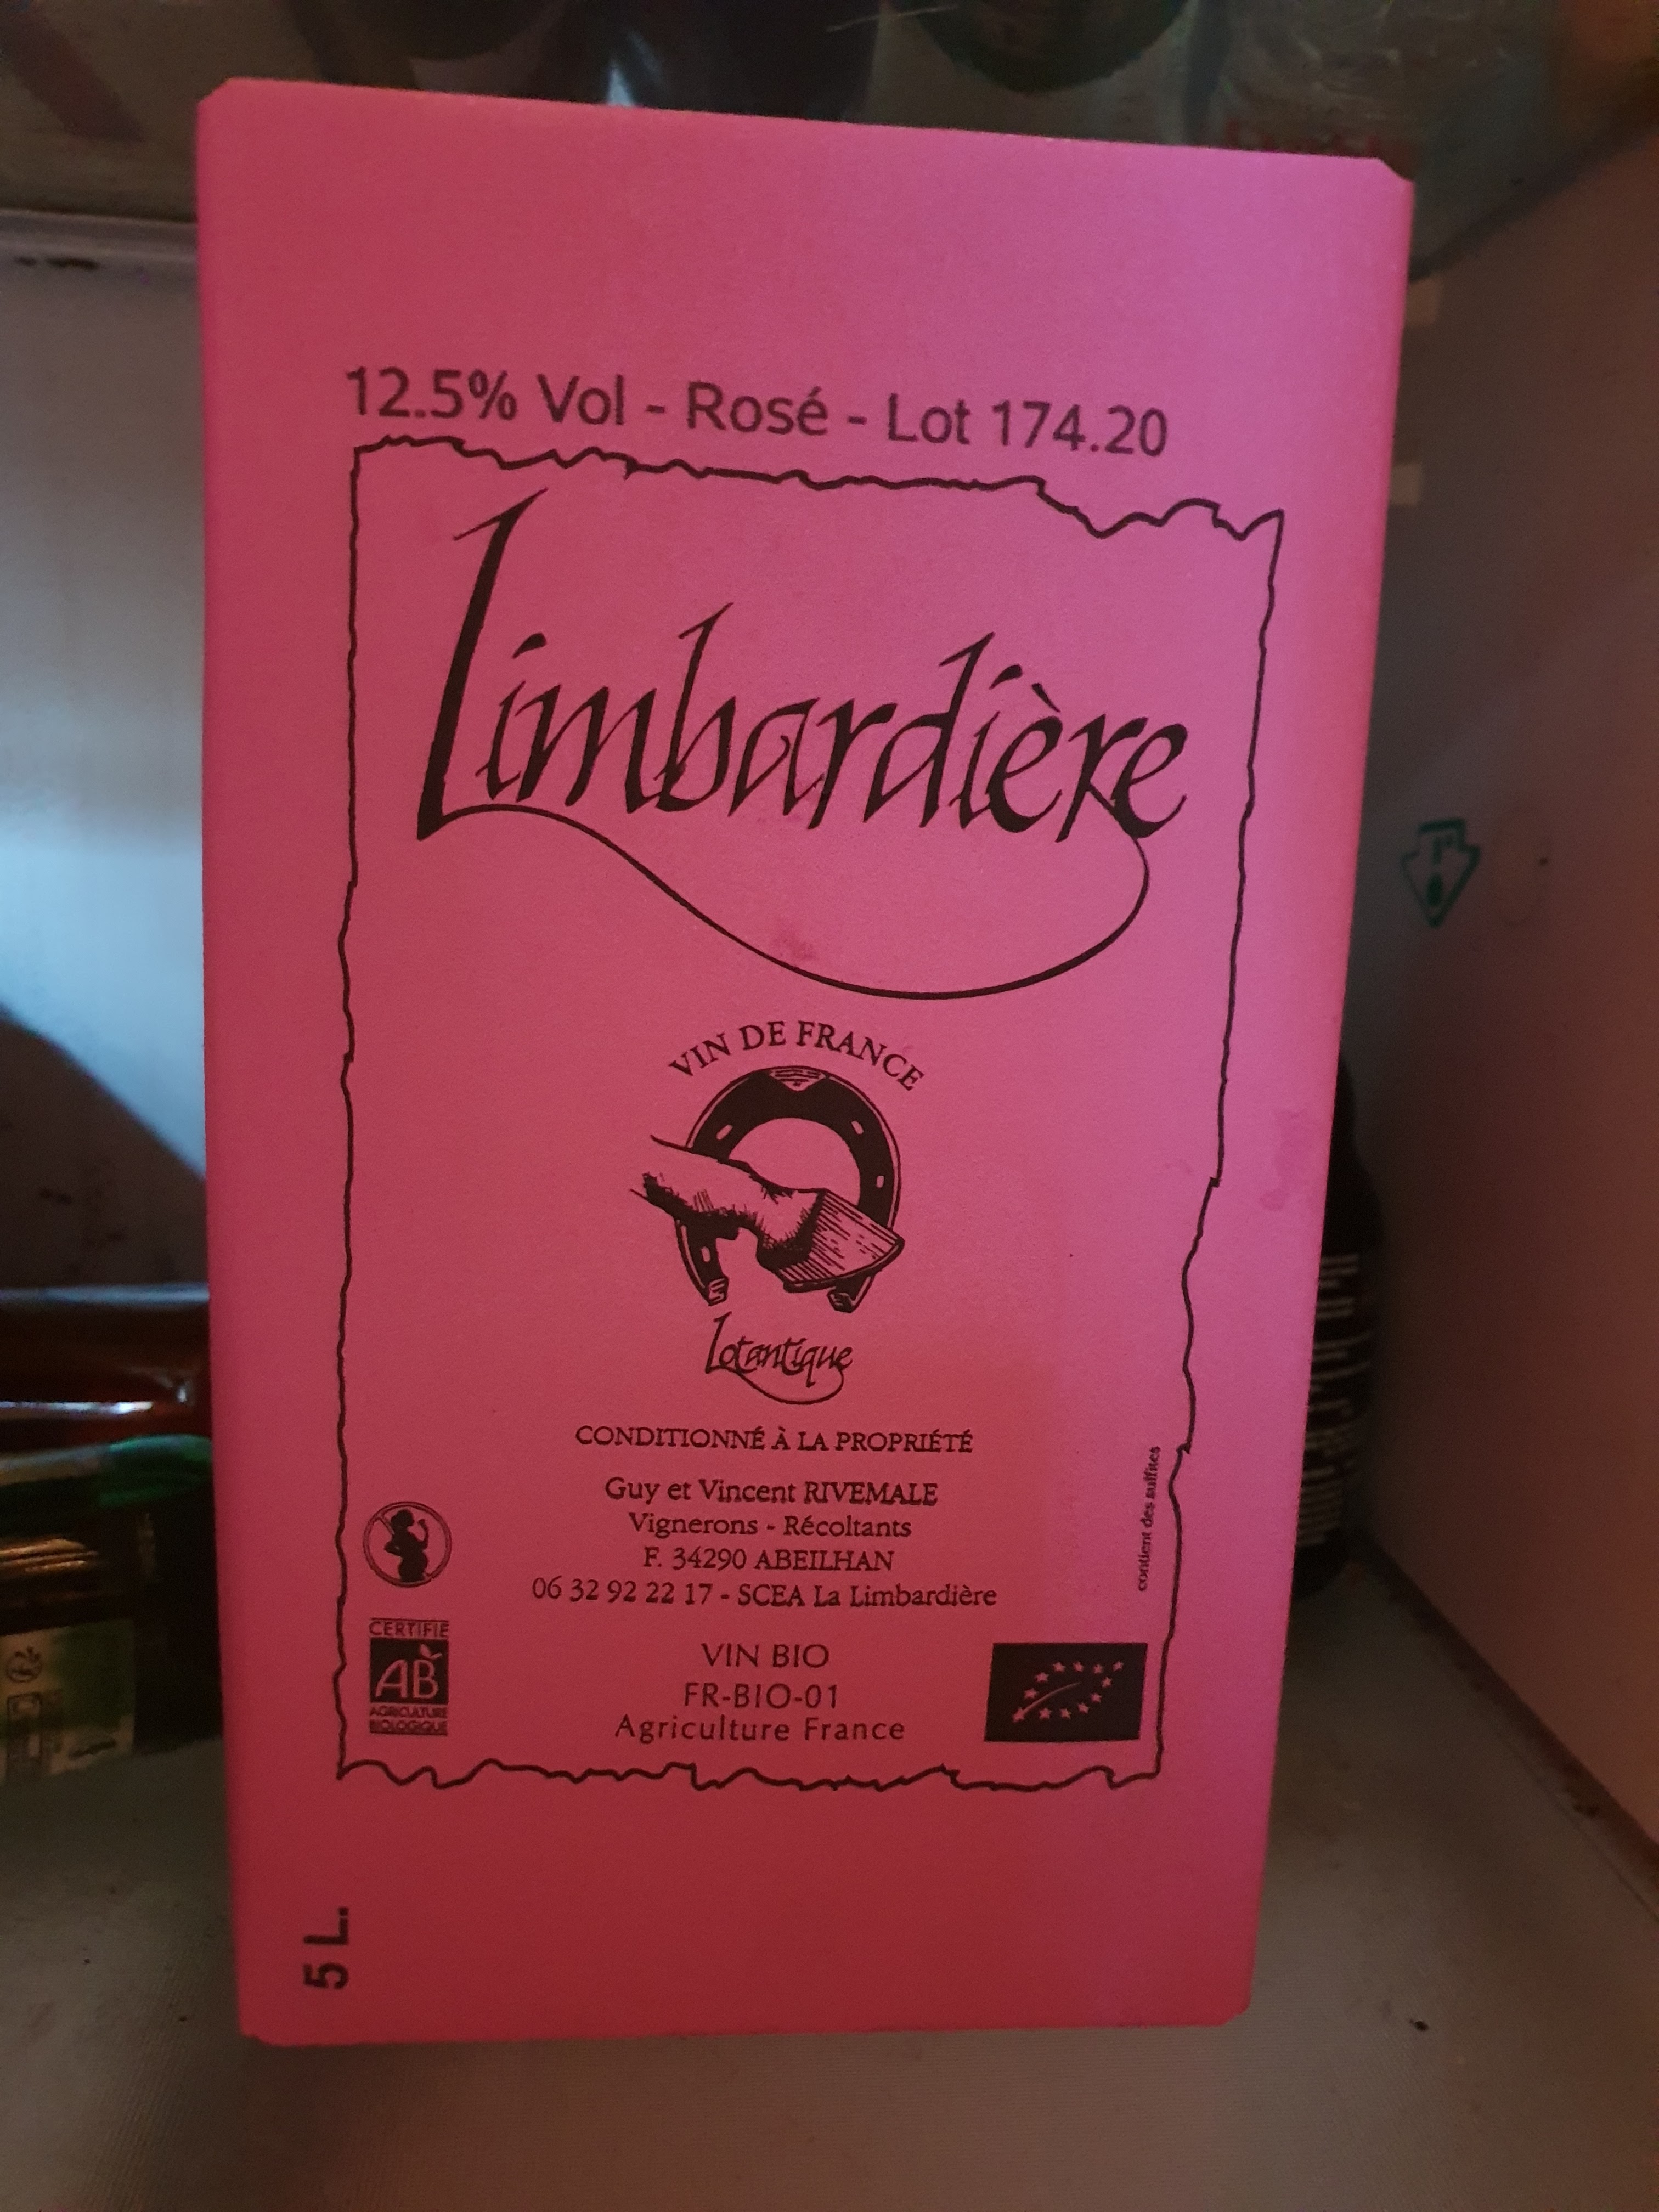 12.5% Vol - Rosé - Lot 174.20
Limbardière
VIN DE FRANCE
Lotantique
CONDITIONNÉ À LA PROPRIÉTÉ
Guy et Vincent RIVEMALE
Vignerons - Récoltants
F. 34290 ABEILHAN
06 32 92 22 17 - SCEA La Limbardière
contient des sulfites
CERTIFIÉ
AB
AGRICULTURE
BIOLOGIQUE
VIN BIO
FR-BIO-01
Agriculture France
5 L.